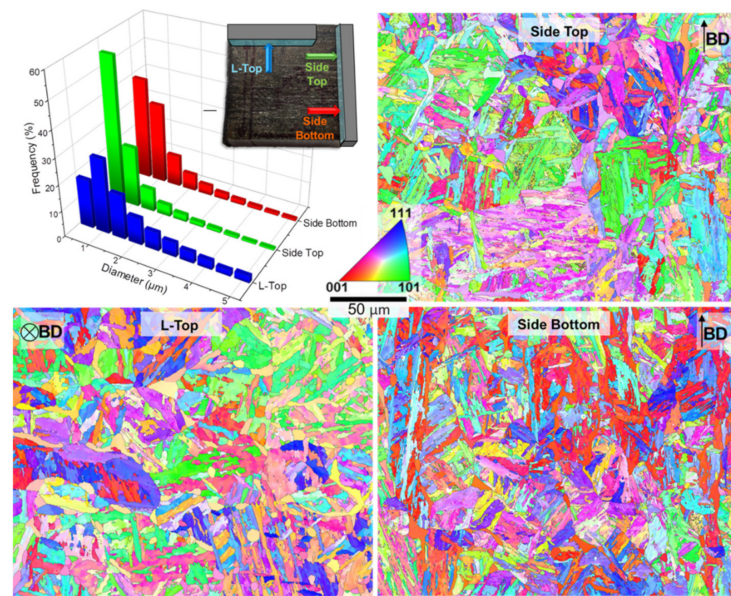 60
50
40
30
20
10
0
Frequency (%)
1
2
3
4
5
Diameter (µm)
Side Bottom
Side Top
L-Top
L-Top
Side
Top
Side
Bottom
Side Top
BD
111
001
101
50 µm
BD
L-Top
Side Bottom
BD